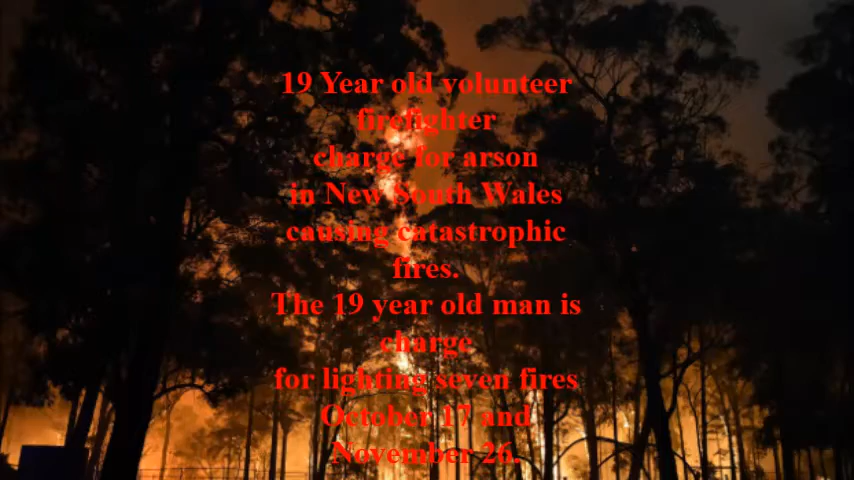 19 Year old volunteer
firefighter
charge for arson
in New South Wales
causing catastrophic
fires.
The 19 year old man is
charge
for lighting seven fires
October 17 and
November 26.